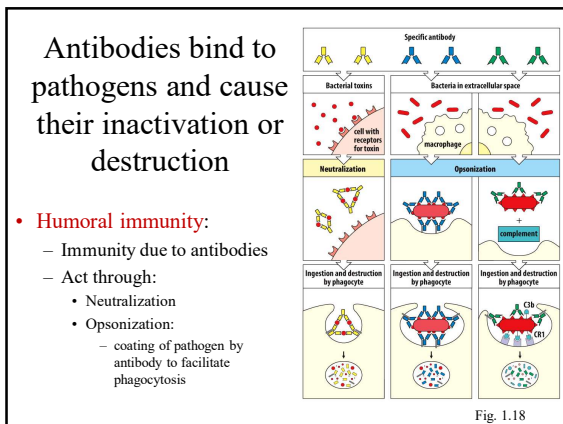 Antibodies bind to
pathogens and cause
their inactivation or
destruction
• Humoral immunity:
– Immunity due to antibodies
– Act through:
• Neutralization
• Opsonization:
– coating of pathogen by
antibody to facilitate
phagocytosis
Specific antibody
Bacterial toxins
Bacteria in extracellular space
cell with
receptors
for toxin
macrophage
Neutralization
Opsonization
+
complement
Ingestion and destruction
by phagocyte
Ingestion and destruction
by phagocyte
Ingestion and destruction
by phagocyte
C3b
CR1
Fig. 1.18